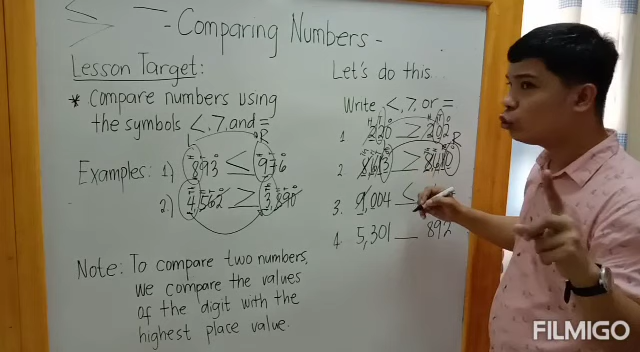 - Comparing Numbers -
Lesson Target:
* Compare numbers using
the symbols <, >, and =
Examples: 1) 893 < 976
2) 4,562 > 3,890
Note: To compare two numbers,
we compare the values
of the digit with the
highest place value.
Let's do this.
Write <, >, or =
1. 230 > 202
2. 8,613 > 8,610
3. 9,004 <
4. 5,301 __ 892
FILMIGO